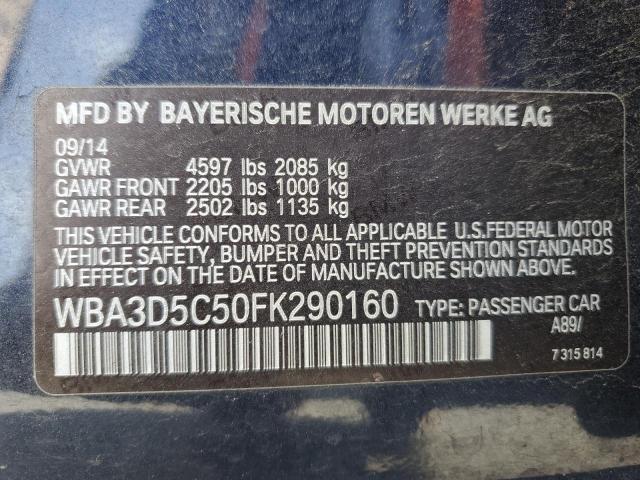 MFD BY BAYERISCHE MOTOREN WERKE AG
09/14
GVWR 4597 lbs 2085 kg
GAWR FRONT 2205 lbs 1000 kg
GAWR REAR 2502 lbs 1135 kg
THIS VEHICLE CONFORMS TO ALL APPLICABLE U.S.FEDERAL MOTOR
VEHICLE SAFETY, BUMPER AND THEFT PREVENTION STANDARDS
IN EFFECT ON THE DATE OF MANUFACTURE SHOWN ABOVE.
WBA3D5C50FK290160 TYPE: PASSENGER CAR
A89/
7 315 814